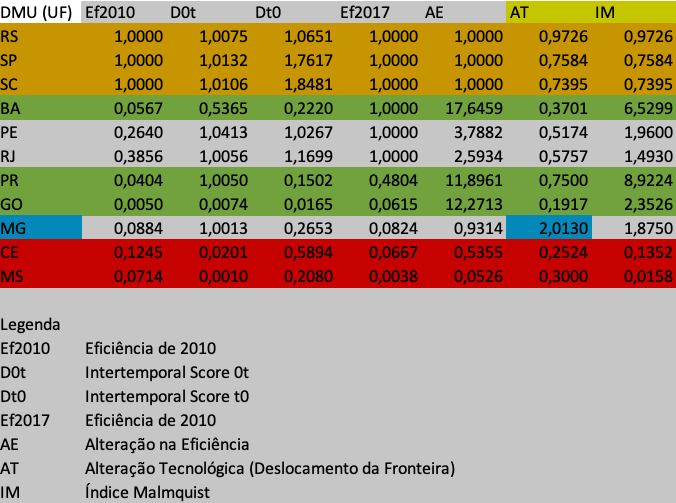 DMU (UF) Ef2010 D0t Dt0 Ef2017 AE AT IM
RS 1,0000 1,0075 1,0651 1,0000 1,0000 0,9726 0,9726
SP 1,0000 1,0132 1,7617 1,0000 1,0000 0,7584 0,7584
SC 1,0000 1,0106 1,8481 1,0000 1,0000 0,7395 0,7395
BA 0,0567 0,5365 0,2220 1,0000 17,6459 0,3701 6,5299
PE 0,2640 1,0413 1,0267 1,0000 3,7882 0,5174 1,9600
RJ 0,3856 1,0056 1,1699 1,0000 2,5934 0,5757 1,4930
PR 0,0404 1,0050 0,1502 0,4804 11,8961 0,7500 8,9224
GO 0,0050 0,0074 0,0165 0,0615 12,2713 0,1917 2,3526
MG 0,0884 1,0013 0,2653 0,0824 0,9314 2,0130 1,8750
CE 0,1245 0,0201 0,5894 0,0667 0,5355 0,2524 0,1352
MS 0,0714 0,0010 0,2080 0,0038 0,0526 0,3000 0,0158
Legenda
Ef2010 Eficiência de 2010
D0t Intertemporal Score 0t
Dt0 Intertemporal Score t0
Ef2017 Eficiência de 2010
AE Alteração na Eficiência
AT Alteração Tecnológica (Deslocamento da Fronteira)
IM Índice Malmquist